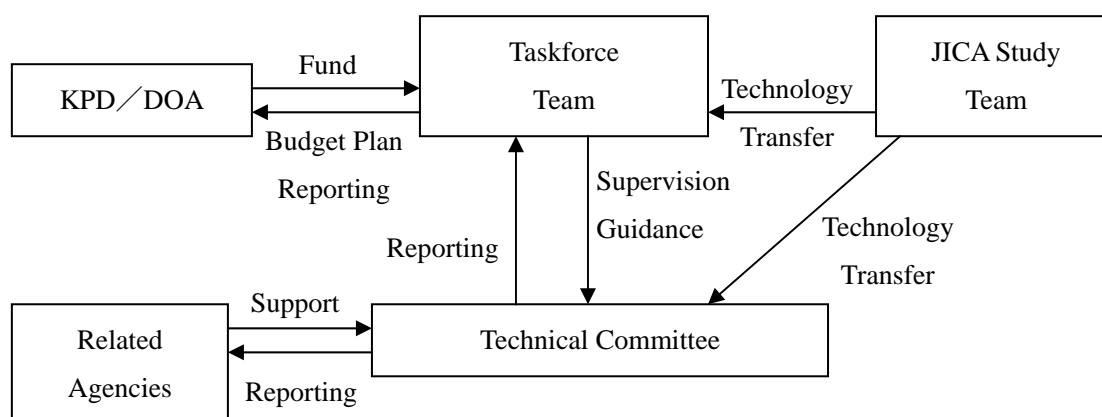 Taskforce
Team
JICA Study
Team
KPD／DOA
Fund
Budget Plan
Reporting
Technology
Transfer
Supervision
Guidance
Reporting
Technology
Transfer
Support
Related
Agencies
Technical Committee
Reporting